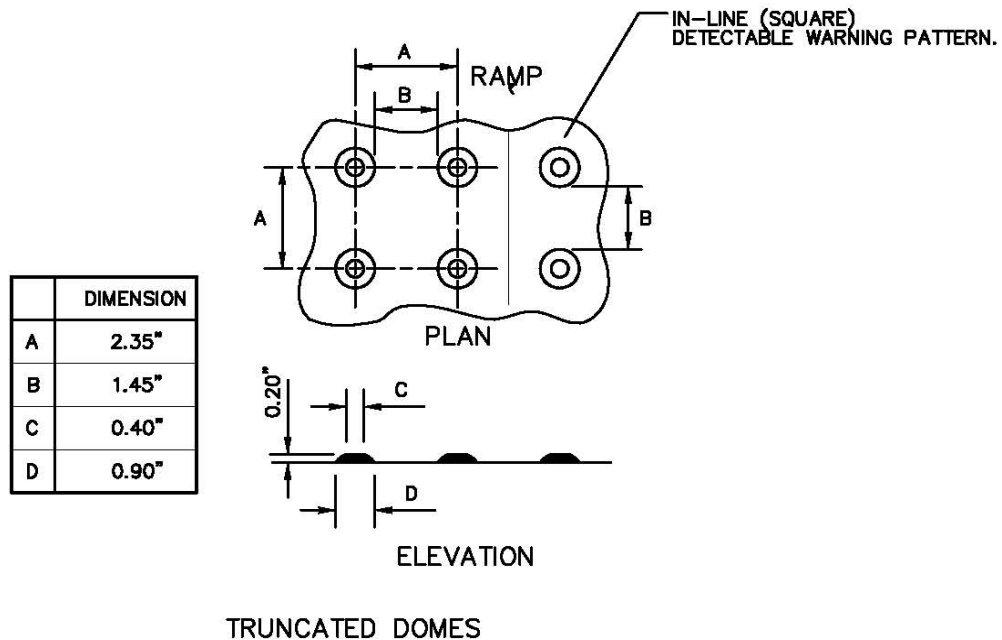 IN-LINE (SQUARE)
DETECTABLE WARNING PATTERN.
A
RAMP
B
A
B
PLAN
DIMENSION
A 2.35"
B 1.45"
C 0.40"
D 0.90"
0.20"
C
D
ELEVATION
TRUNCATED DOMES